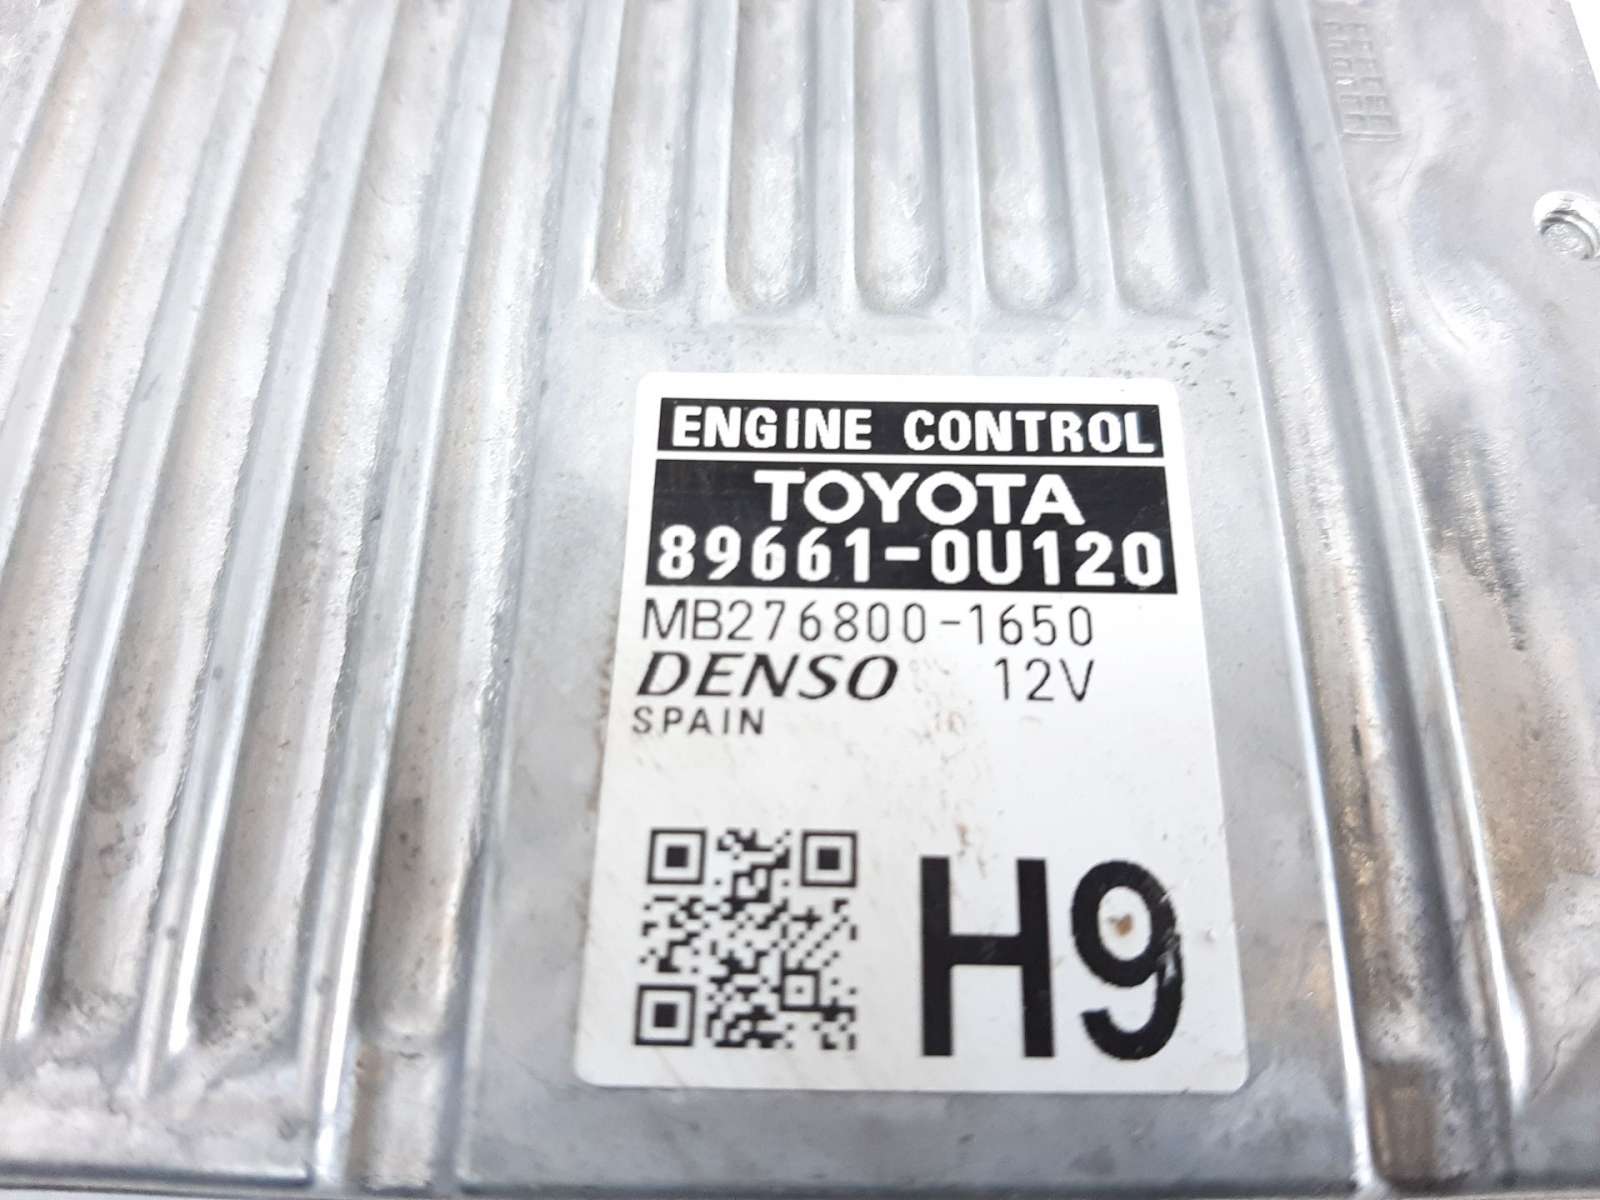 ENGINE CONTROL
TOYOTA
89661-0U120
MB276800-1650
DENSO 12V
SPAIN
H9